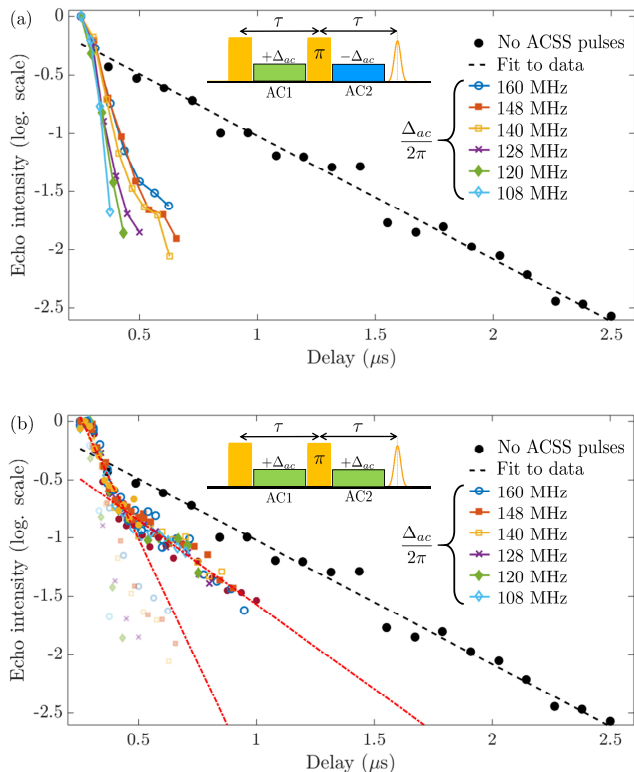 (a)
0
-0.5
-1
-1.5
-2
-2.5
Echo intensity (log. scale)
τ τ
+Δac π −Δac
AC1 AC2
No ACSS pulses
Fit to data
160 MHz
148 MHz
140 MHz
128 MHz
120 MHz
108 MHz
Δac
2π
0.5 1 1.5 2 2.5
Delay (μs)
(b)
0
-0.5
-1
-1.5
-2
-2.5
Echo intensity (log. scale)
τ τ
+Δac π +Δac
AC1 AC2
No ACSS pulses
Fit to data
160 MHz
148 MHz
140 MHz
128 MHz
120 MHz
108 MHz
Δac
2π
0.5 1 1.5 2 2.5
Delay (μs)